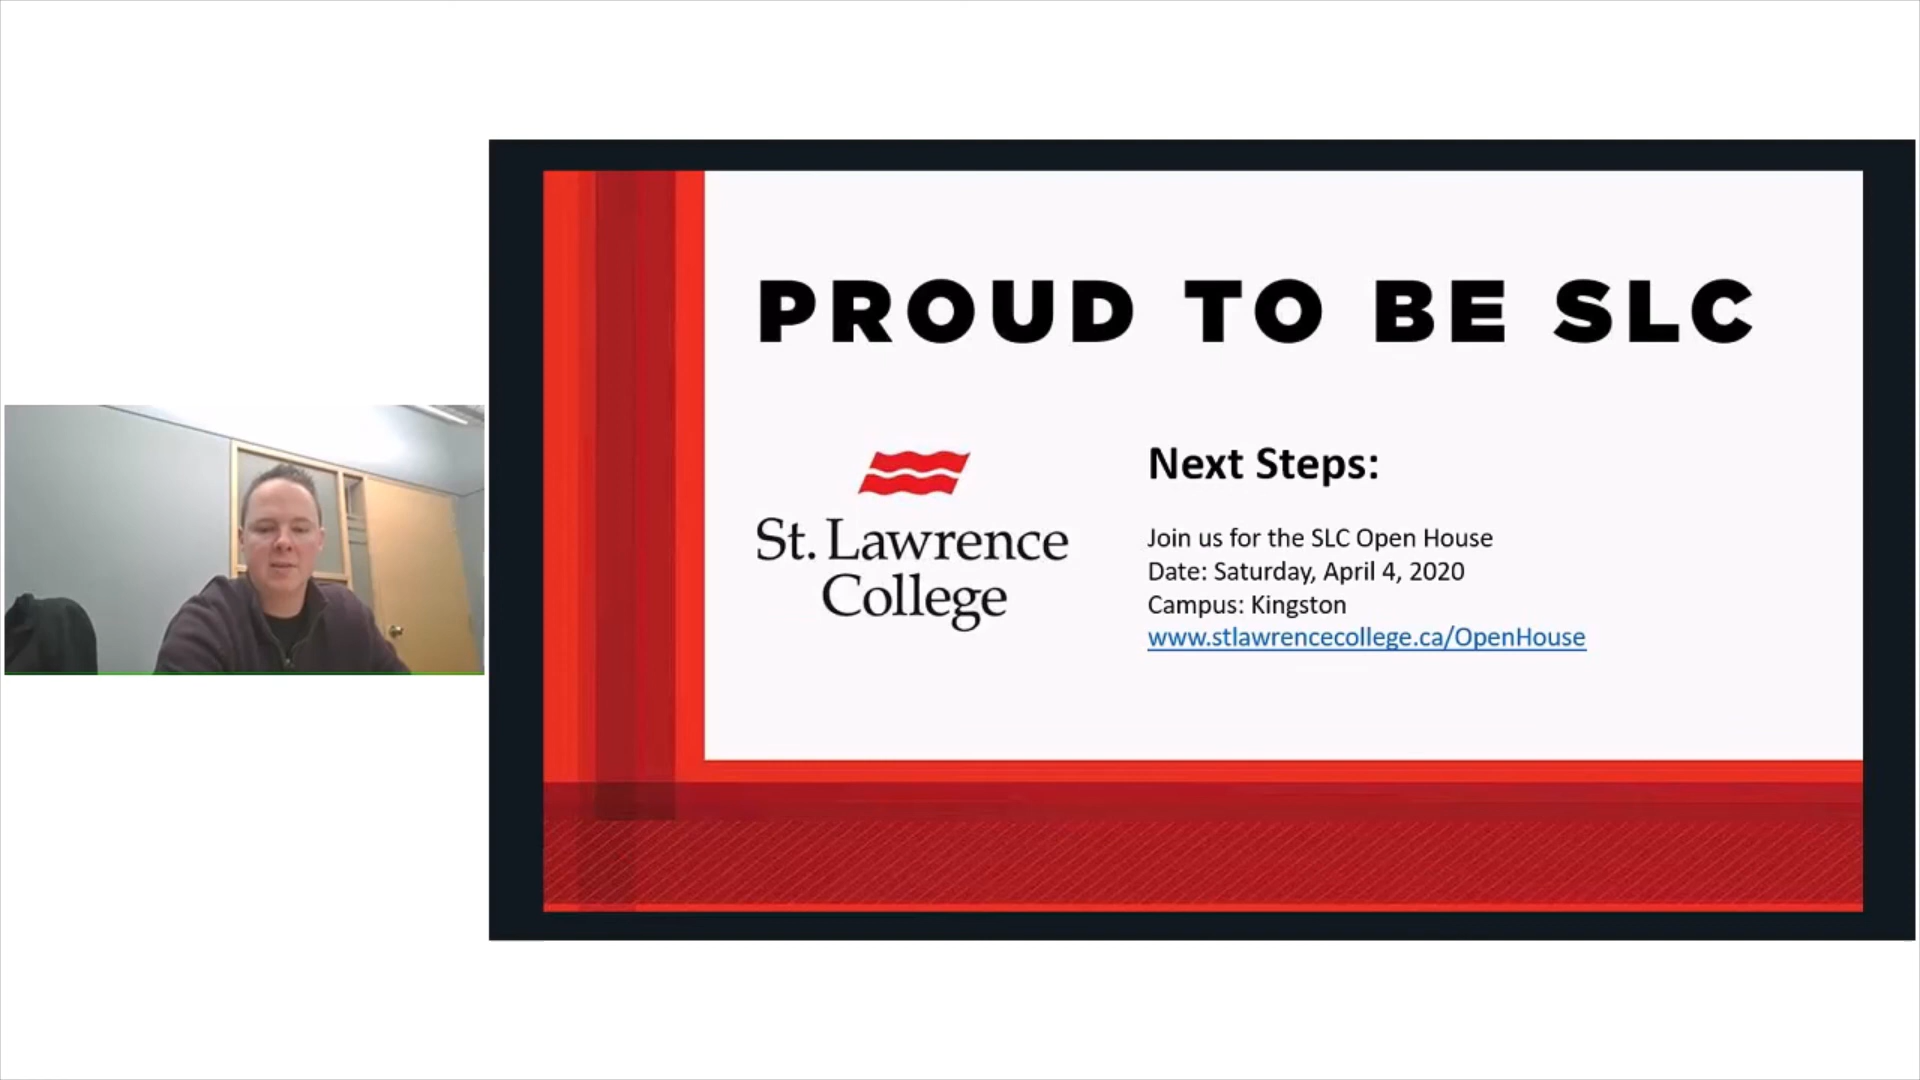 PROUD TO BE SLC
St. Lawrence
College
Next Steps:
Join us for the SLC Open House
Date: Saturday, April 4, 2020
Campus: Kingston
www.stlawrencecollege.ca/OpenHouse